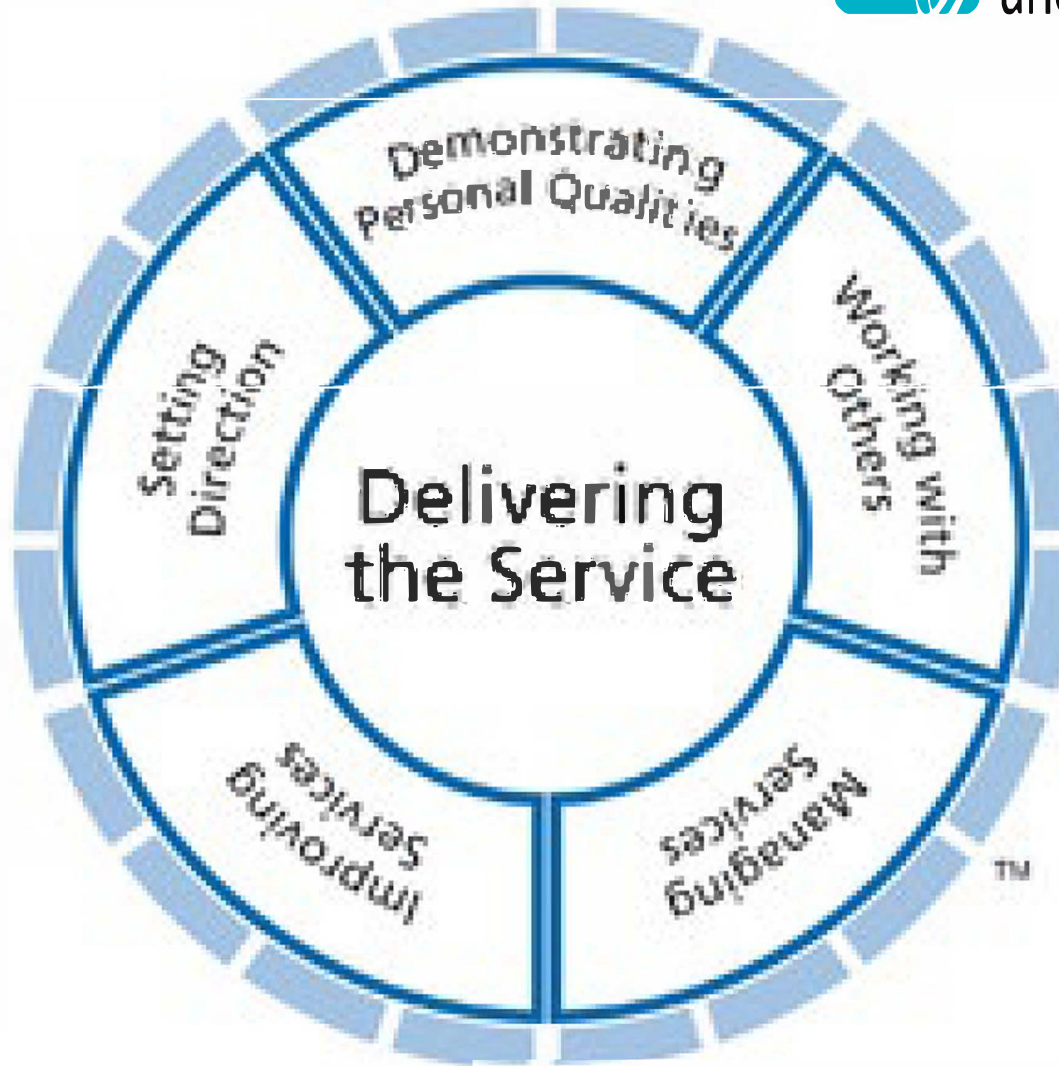 Demonstrating
Personal Qualities
Working with
Others
Managing
Services
Improving
Services
Setting
Direction
Delivering
the Service
TM